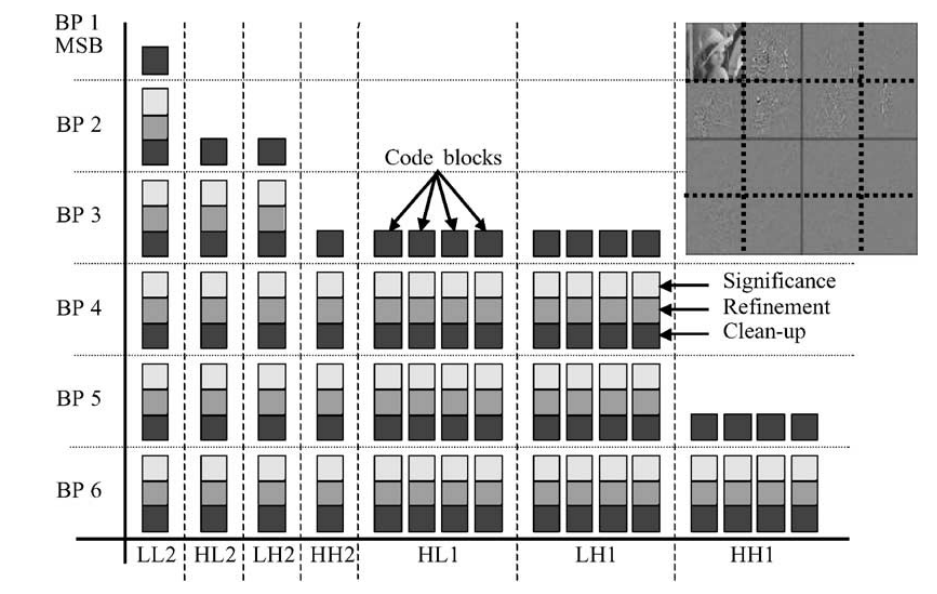 BP 1
MSB
BP 2
Code blocks
BP 3
Significance
BP 4
Refinement
Clean-up
BP 5
BP 6
LL2 HL2 LH2 HH2 HL1 LH1 HH1